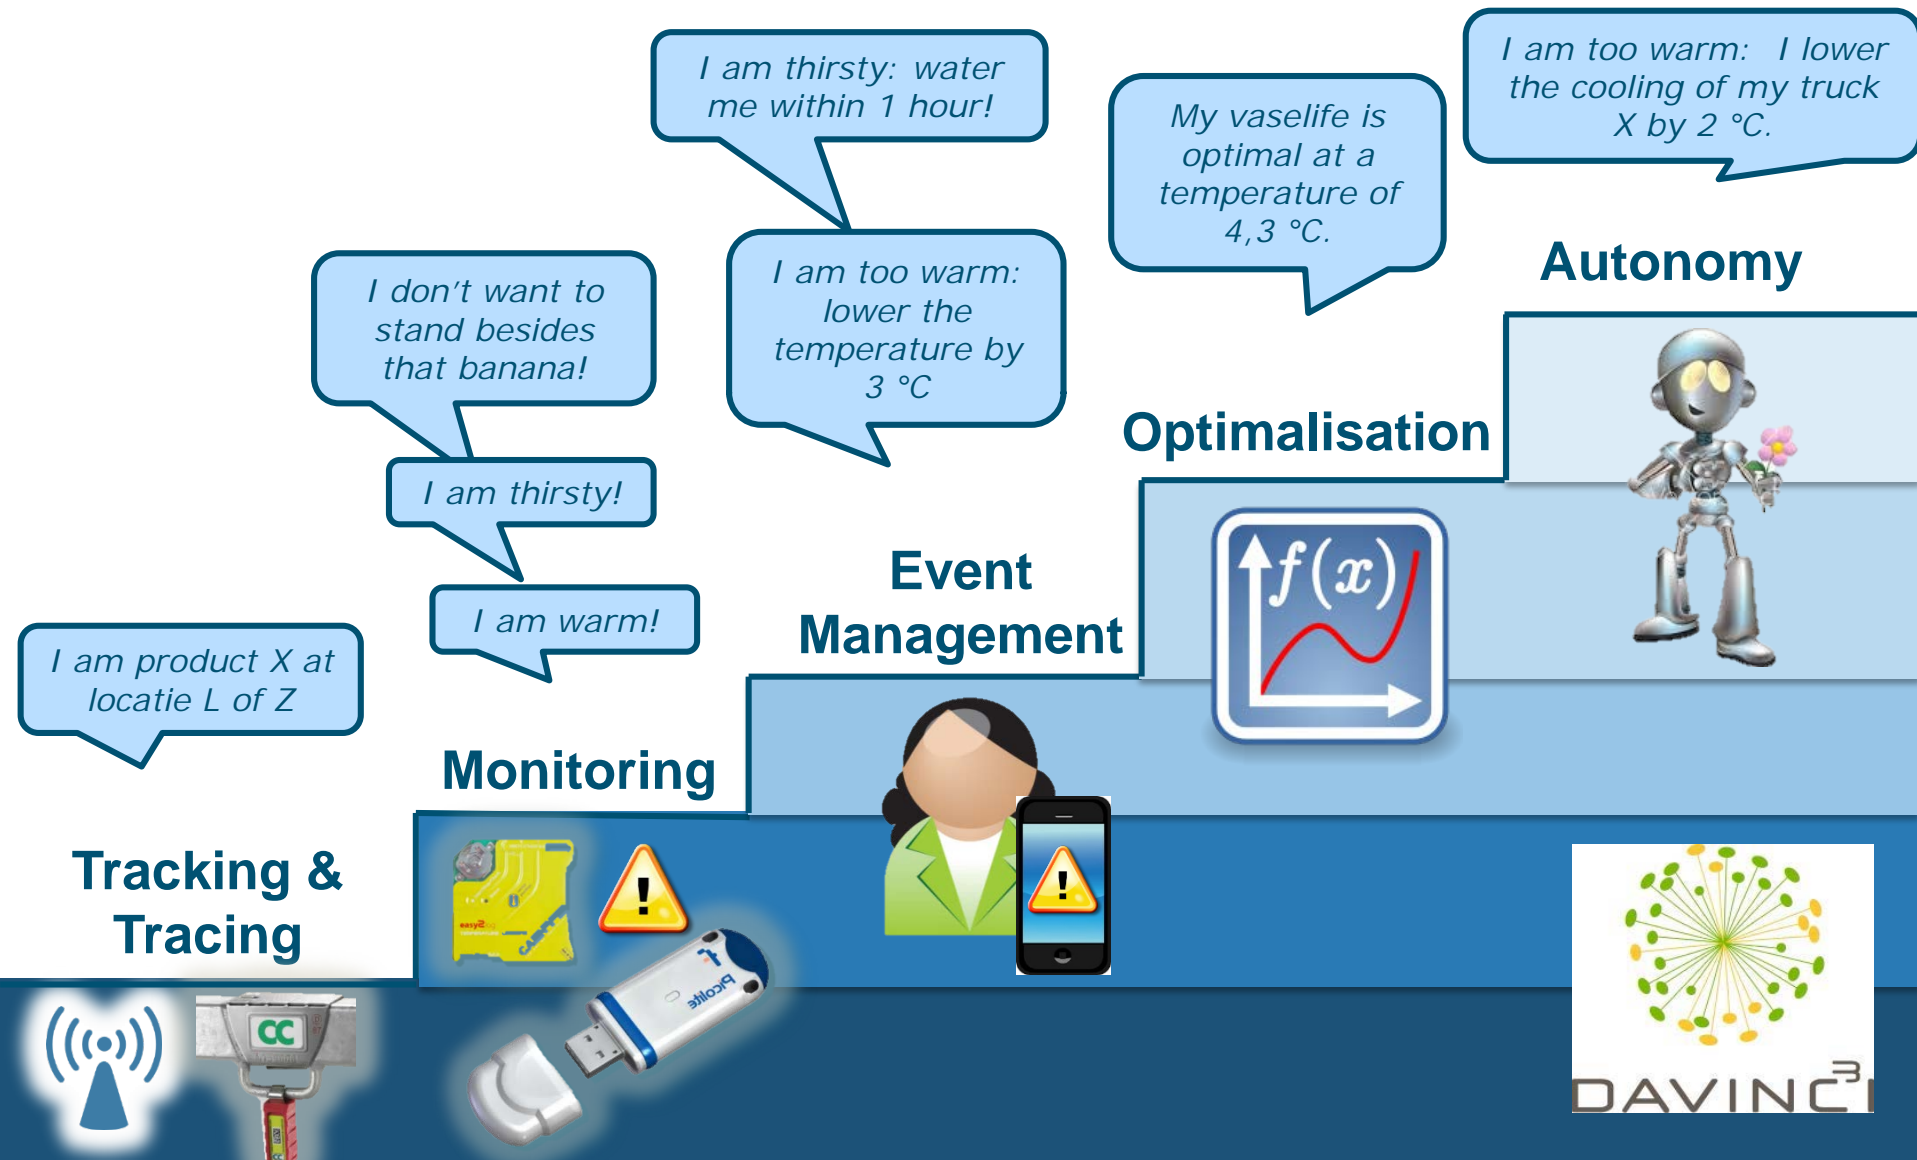 I am thirsty: water
me within 1 hour!
I am too warm: I lower
the cooling of my truck
X by 2 °C.
My vaselife is
optimal at a
temperature of
4,3 °C.
Autonomy
I don't want to
stand besides
that banana!
I am too warm:
lower the
temperature by
3 °C
Optimalisation
I am thirsty!
f(x)
Event
Management
I am warm!
I am product X at
locatie L of Z
Monitoring
Tracking &
Tracing
!
!
easy2log
Picolite
CC
DAVINC3I